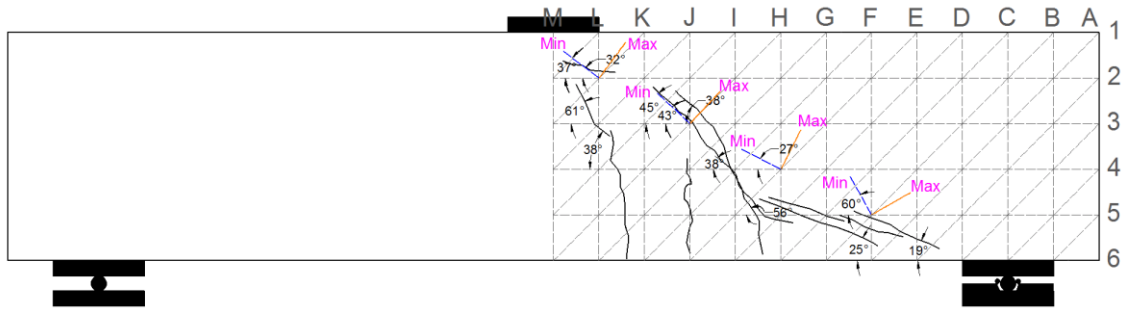 M L K J I H G F E D C B A
1
Min Max
37° 32°
2
Min 45° 38° Max
61° 43°
3
38° 38° Min 27° Max
4
Min 60° Max
56°
5
25° 19°
6